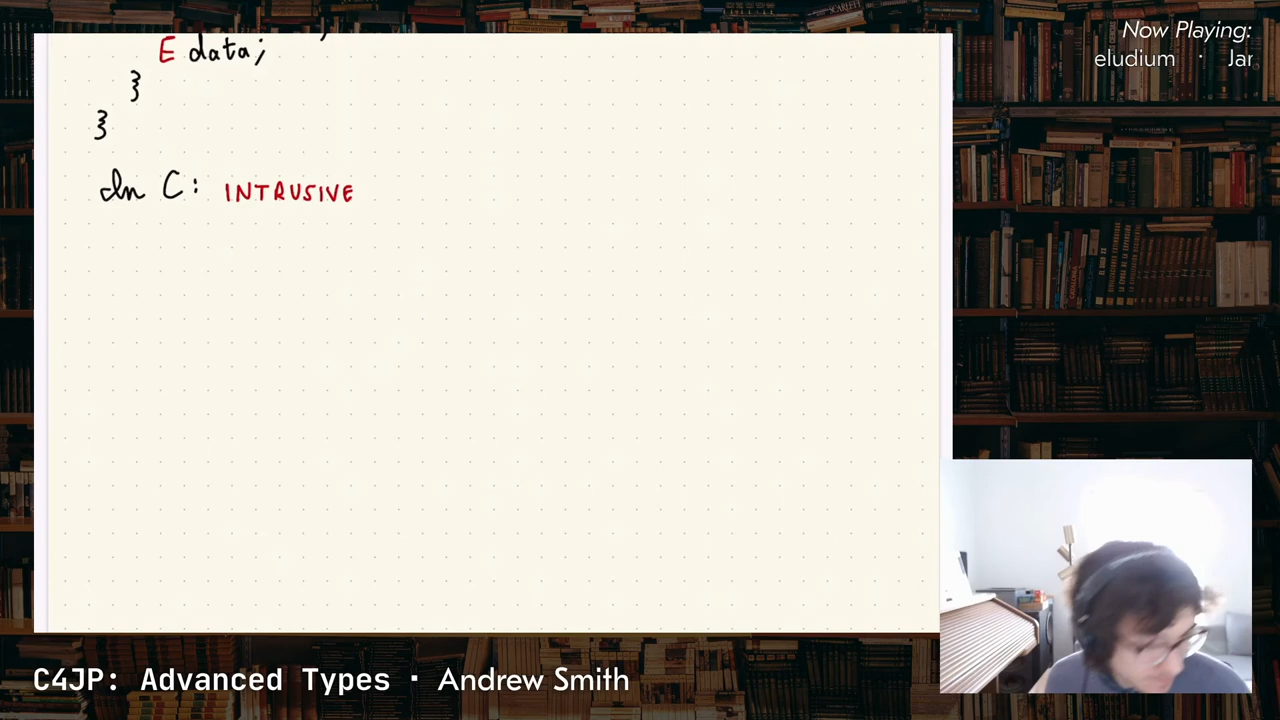 Now Playing:
eludium · Jar
E data;
}
}
In C: INTRUSIVE
C4JP: Advanced Types · Andrew Smith